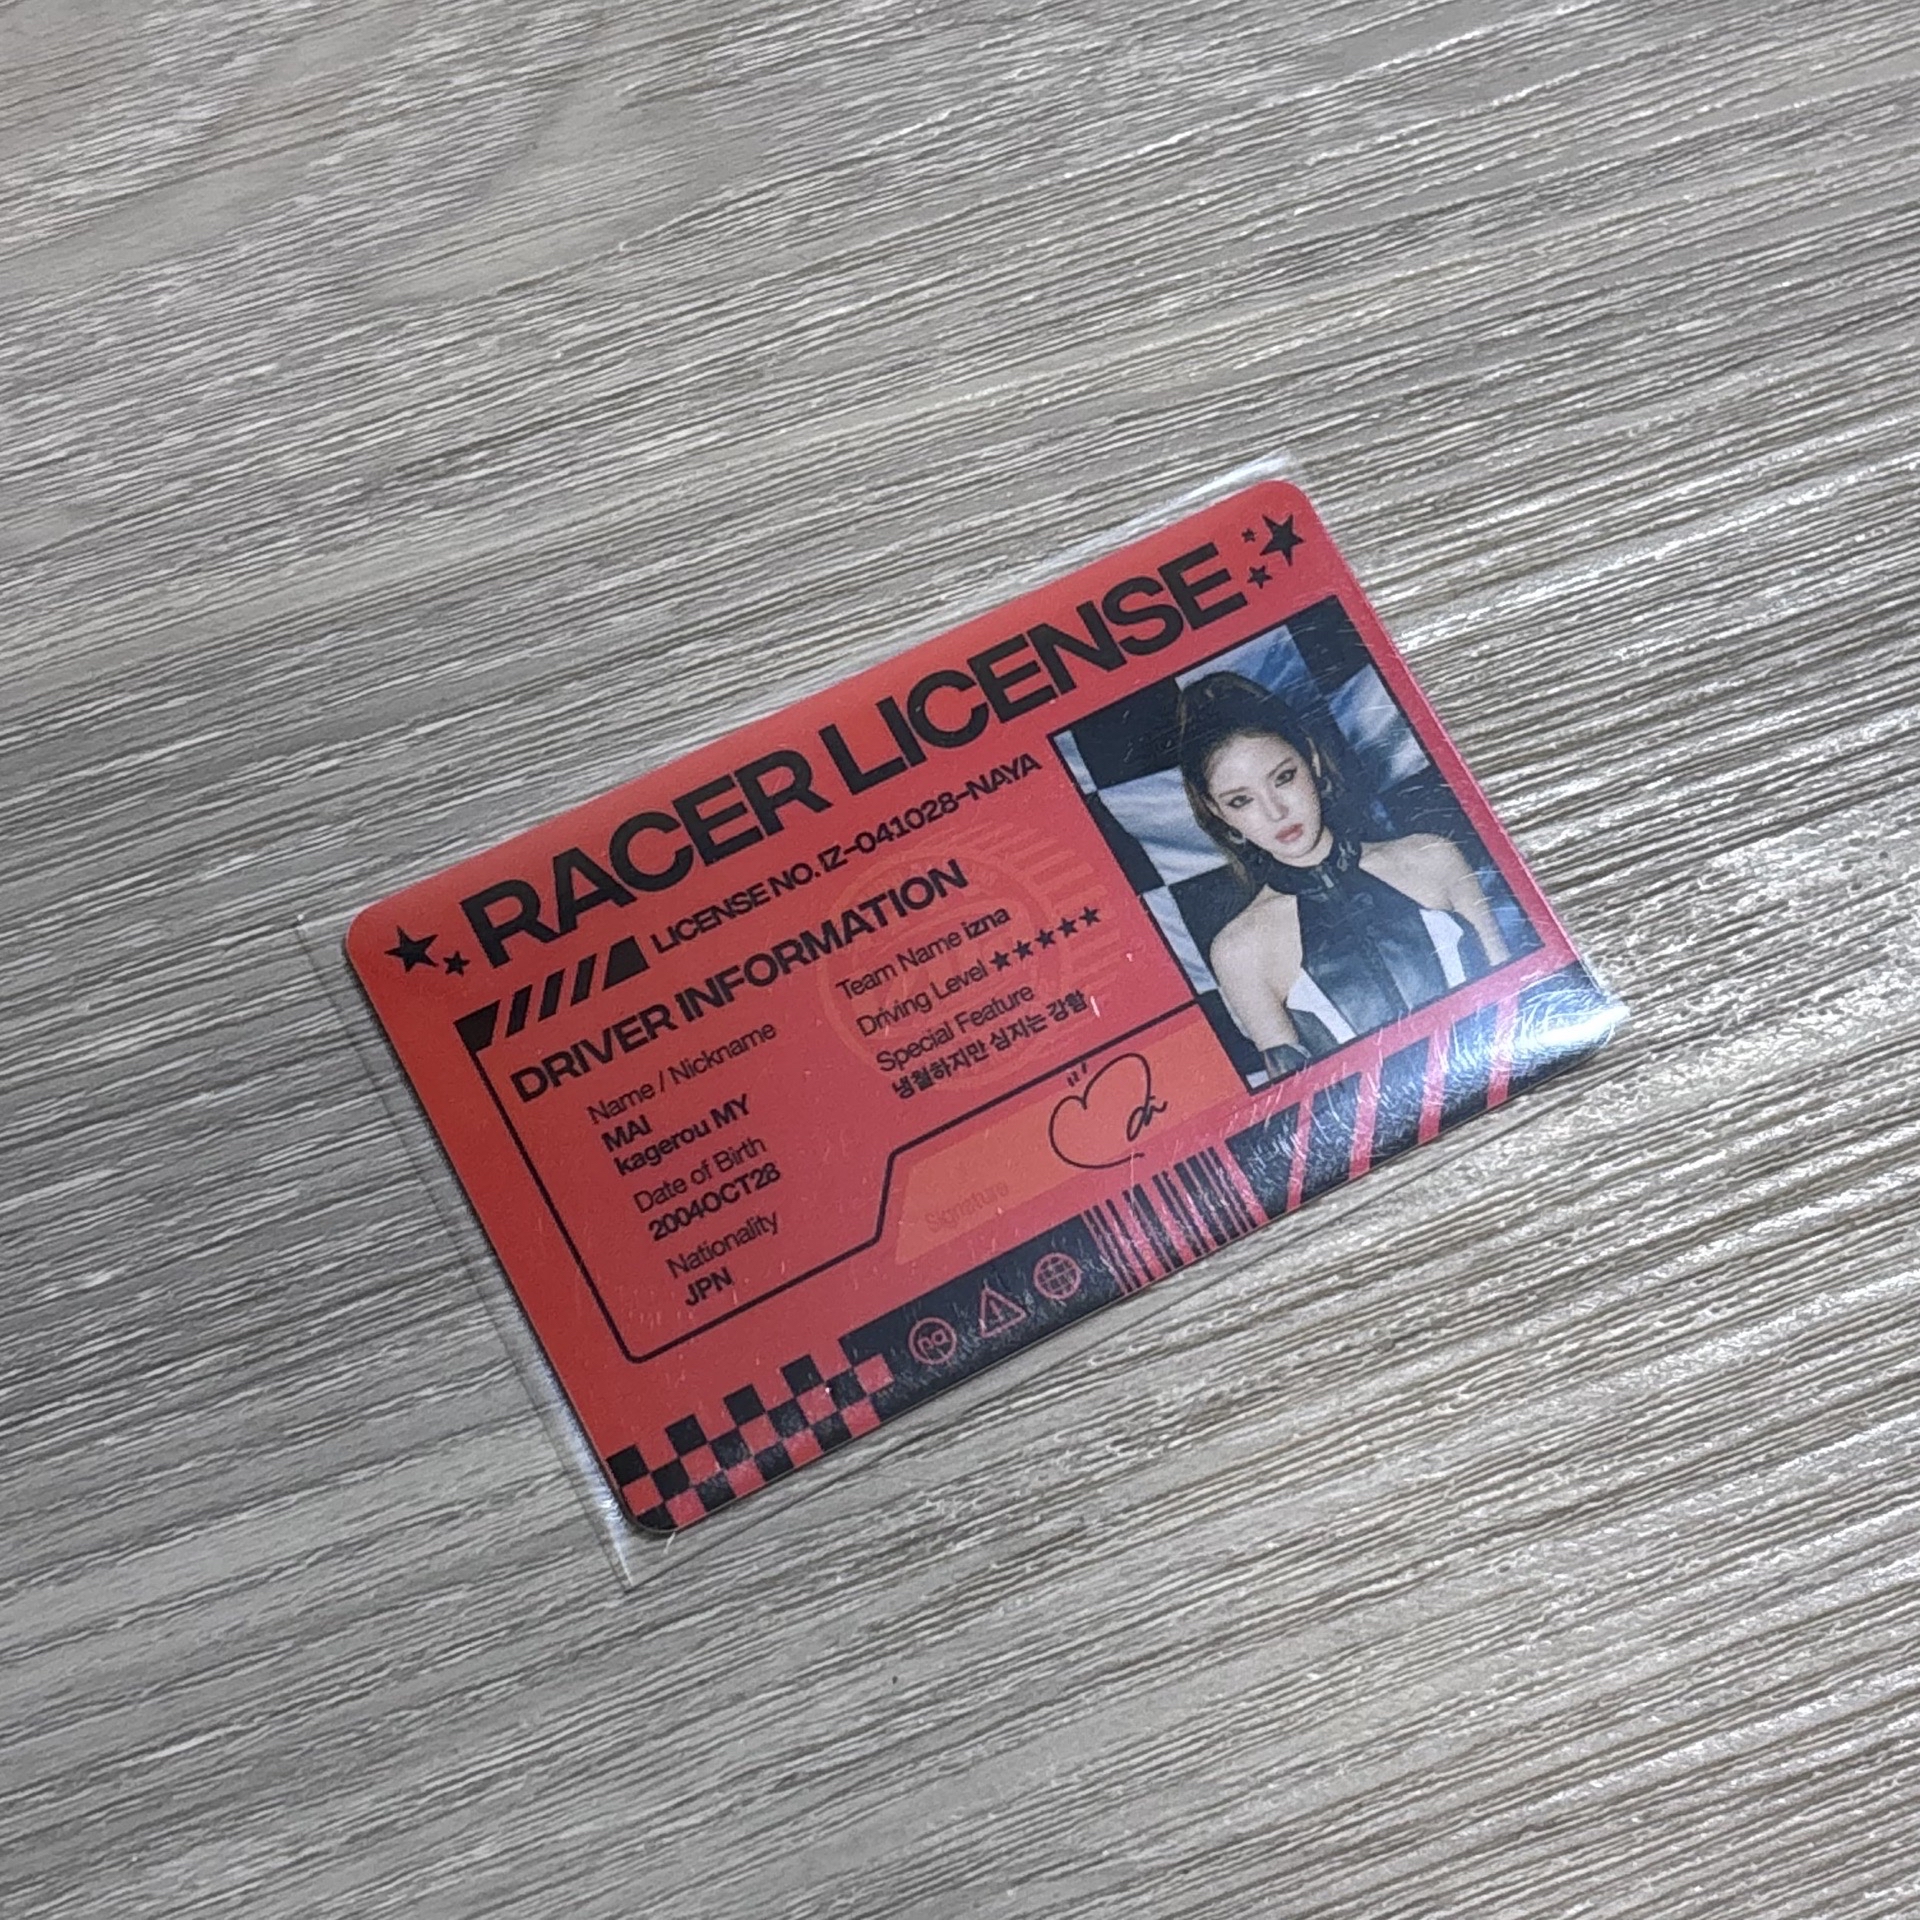 RACER LICENSE
LICENSE NO. IZ-041028-NAYA
DRIVER INFORMATION
Name / Nickname
MAI
kagerou MY
Date of Birth
2004OCT28
Nationality
JPN
Team Name izna
Driving Level ★★★★★
Special Feature
냉철하지만 심지는 강함
Signature
Mai
na